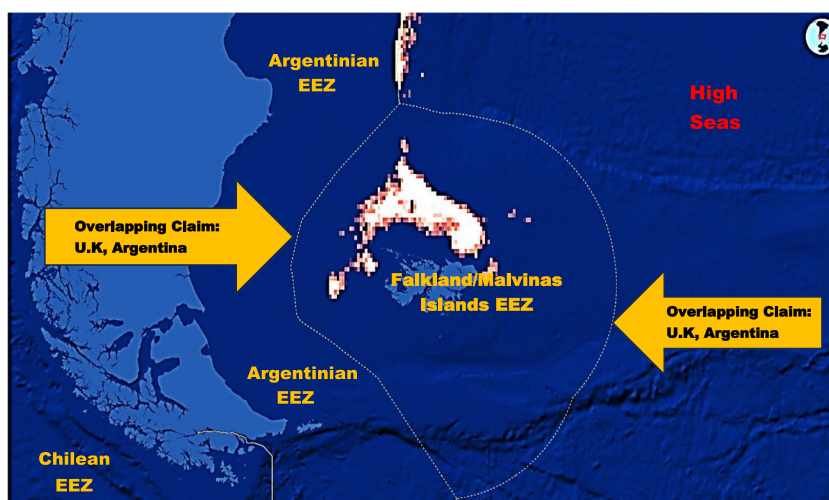 Argentinian
EEZ
High
Seas
Overlapping Claim:
U.K, Argentina
Falkland/Malvinas
Islands EEZ
Overlapping Claim:
U.K, Argentina
Argentinian
EEZ
Chilean
EEZ